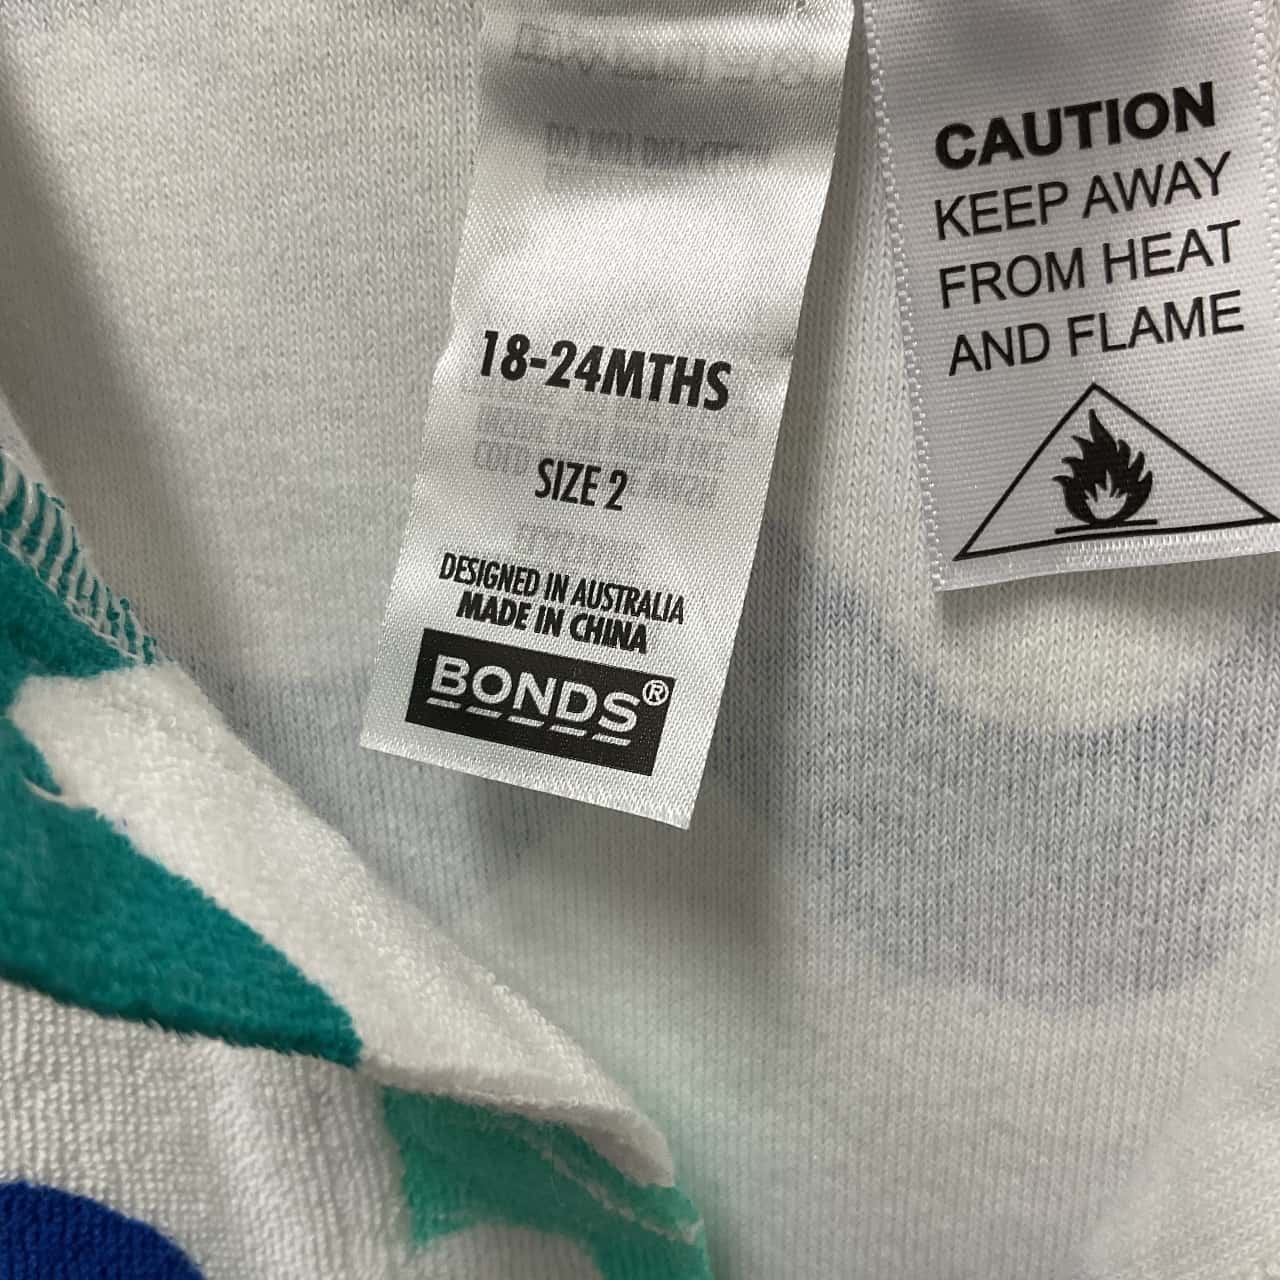 18-24MTHS
SIZE 2
DESIGNED IN AUSTRALIA
MADE IN CHINA
BONDS®
CAUTION
KEEP AWAY
FROM HEAT
AND FLAME